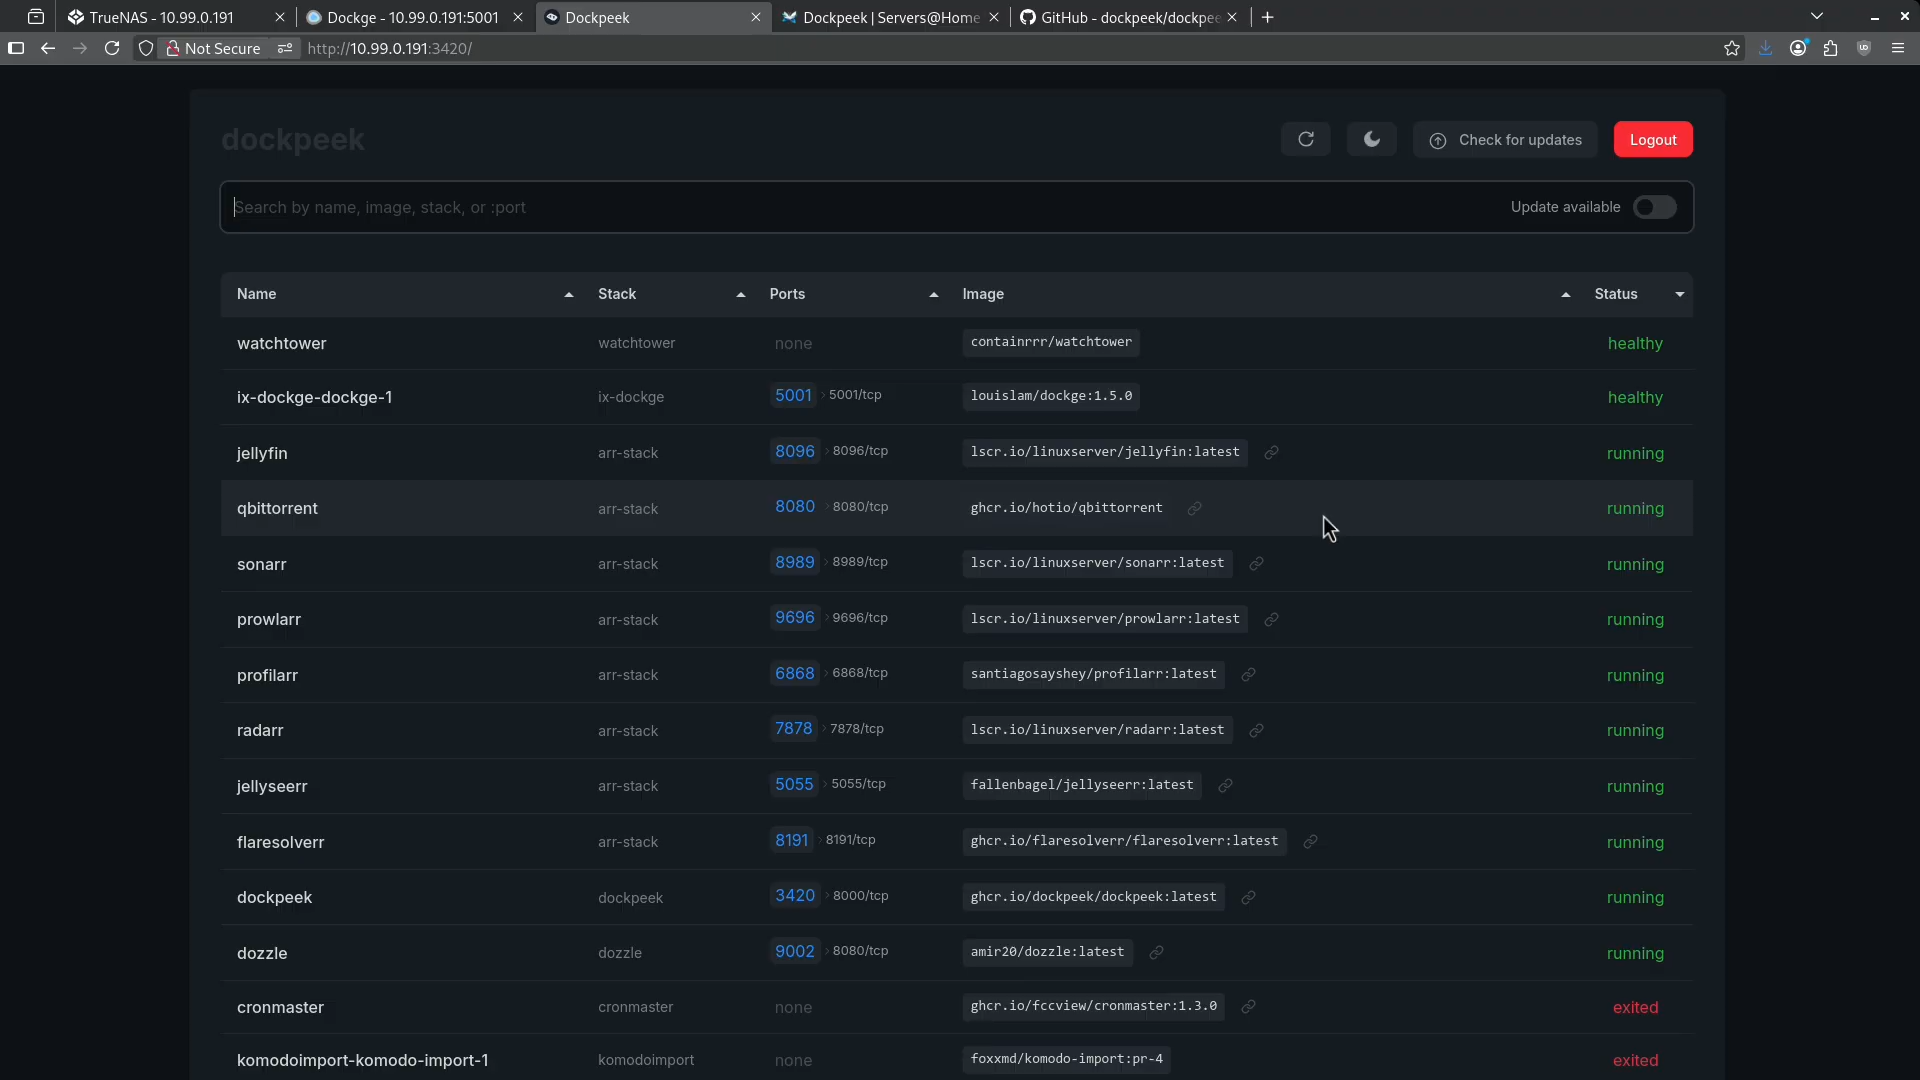 TrueNAS - 10.99.0.191
Dockge - 10.99.0.191:5001
Dockpeek
Dockpeek | Servers@Home
GitHub - dockpeek/dockpee
Not Secure
http://10.99.0.191:3420/
dockpeek
Check for updates
Logout
Search by name, image, stack, or :port
Update available
Name Stack Ports Image Status
watchtower watchtower none containrrr/watchtower healthy
ix-dockge-dockge-1 ix-dockge 5001 5001/tcp louislam/dockge:1.5.0 healthy
jellyfin arr-stack 8096 8096/tcp lscr.io/linuxserver/jellyfin:latest running
qbittorrent arr-stack 8080 8080/tcp ghcr.io/hotio/qbittorrent running
sonarr arr-stack 8989 8989/tcp lscr.io/linuxserver/sonarr:latest running
prowlarr arr-stack 9696 9696/tcp lscr.io/linuxserver/prowlarr:latest running
profilarr arr-stack 6868 6868/tcp santiagosayshey/profilarr:latest running
radarr arr-stack 7878 7878/tcp lscr.io/linuxserver/radarr:latest running
jellyseerr arr-stack 5055 5055/tcp fallenbagel/jellyseerr:latest running
flaresolverr arr-stack 8191 8191/tcp ghcr.io/flaresolverr/flaresolverr:latest running
dockpeek dockpeek 3420 8000/tcp ghcr.io/dockpeek/dockpeek:latest running
dozzle dozzle 9002 8080/tcp amir20/dozzle:latest running
cronmaster cronmaster none ghcr.io/fccview/cronmaster:1.3.0 exited
komodoimport-komodo-import-1 komodoimport none foxxmd/komodo-import:pr-4 exited